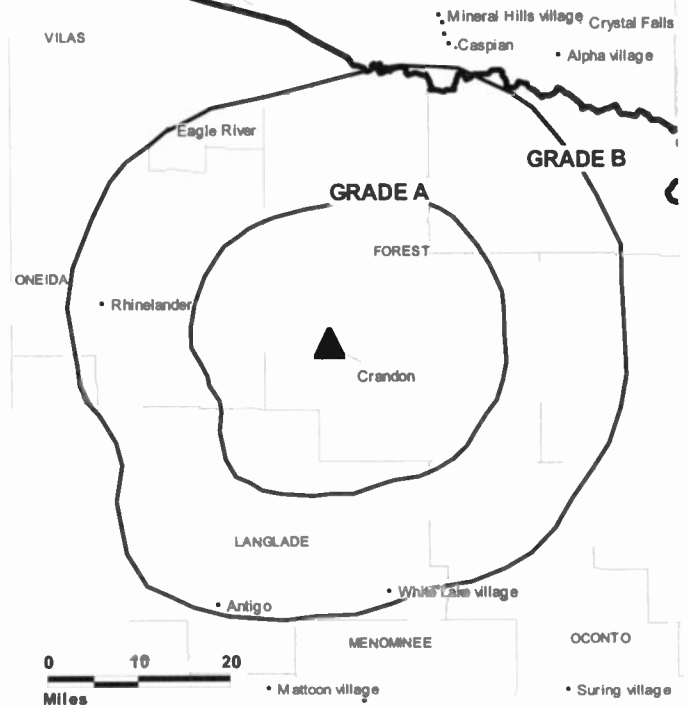 Mineral Hills village
Crystal Falls
VILAS
Caspian
Alpha village
Eagle River
GRADE B
GRADE A
FOREST
ONEIDA
Rhinelander
Crandon
LANGLADE
White Lake village
Antigo
MENOMINEE
OCONTO
0 10 20
Miles
Mattoon village
Suring village